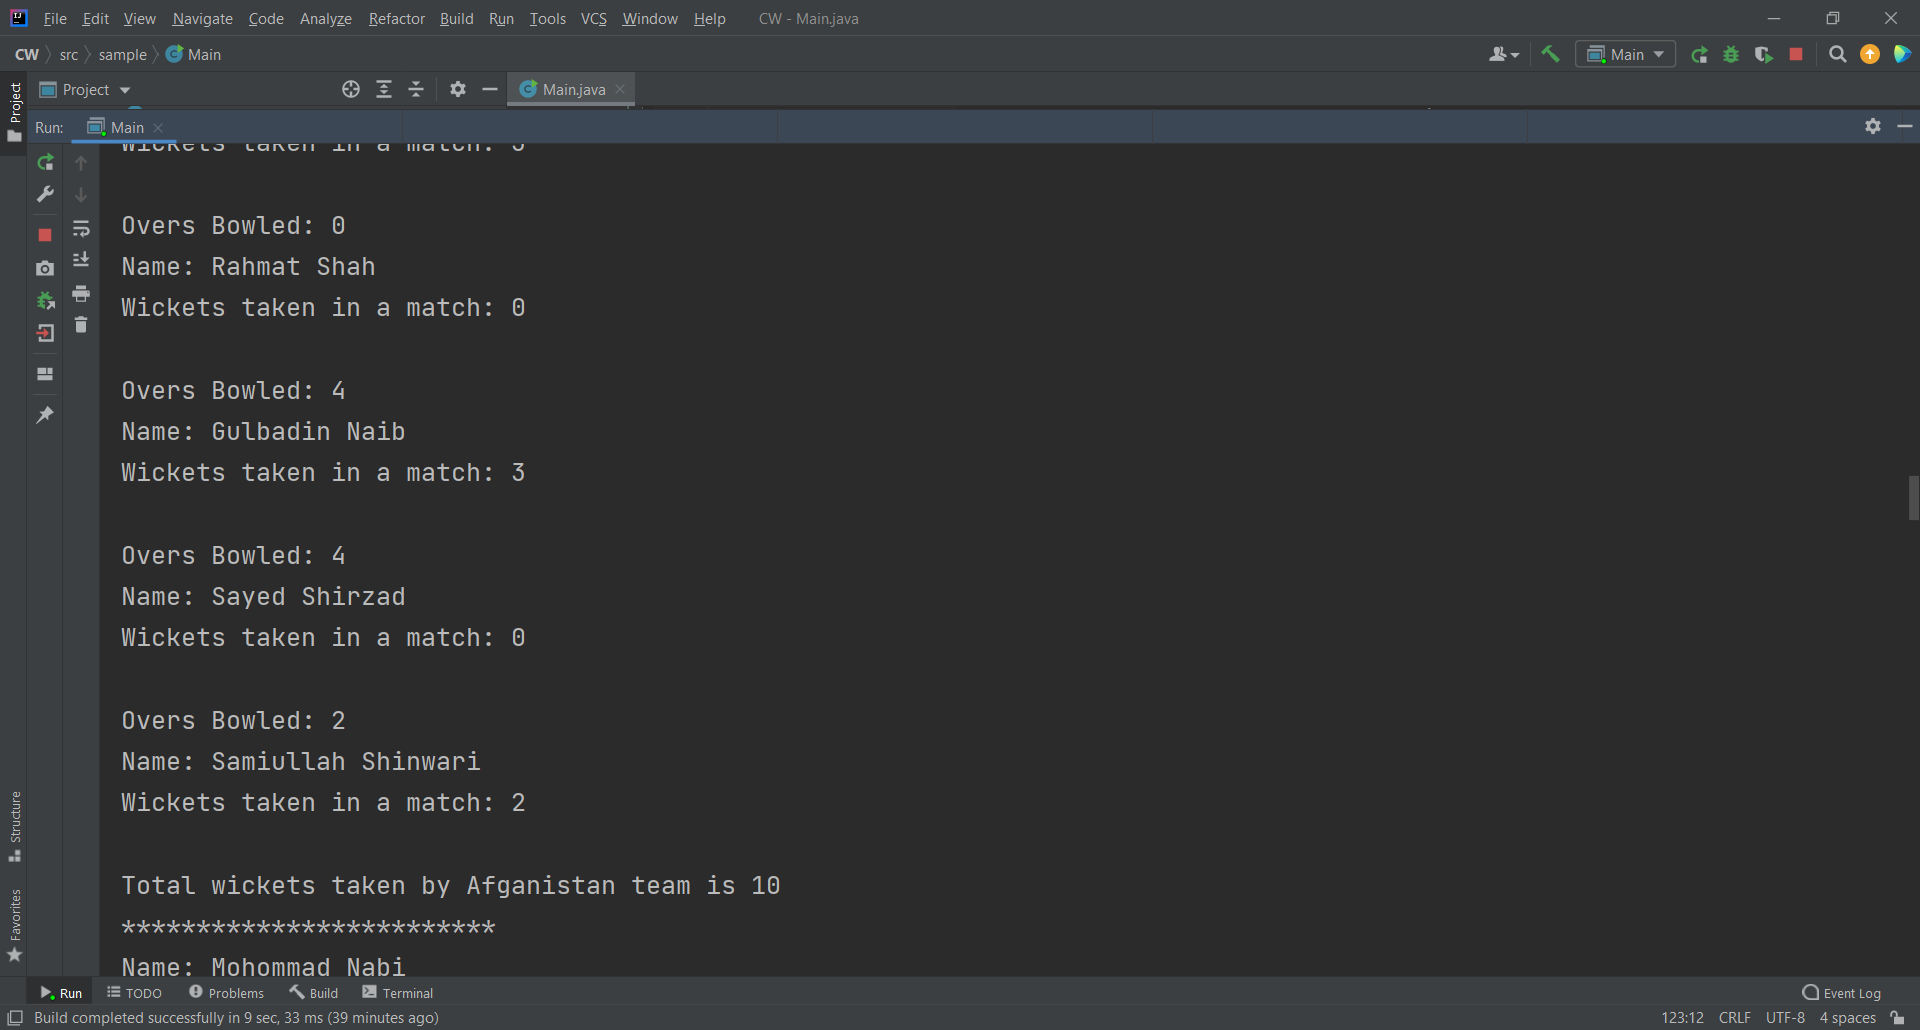 File Edit View Navigate Code Analyze Refactor Build Run Tools VCS Window Help CW - Main.java
CW src sample Main
Main
Project
Project
Main.java
Run: Main
Wickets taken in a match: 3
Overs Bowled: 0
Name: Rahmat Shah
Wickets taken in a match: 0
Overs Bowled: 4
Name: Gulbadin Naib
Wickets taken in a match: 3
Overs Bowled: 4
Name: Sayed Shirzad
Wickets taken in a match: 0
Overs Bowled: 2
Name: Samiullah Shinwari
Wickets taken in a match: 2
Total wickets taken by Afganistan team is 10
*************************
Name: Mohommad Nabi
Structure
Favorites
Run TODO Problems Build Terminal Event Log
Build completed successfully in 9 sec, 33 ms (39 minutes ago) 123:12 CRLF UTF-8 4 spaces